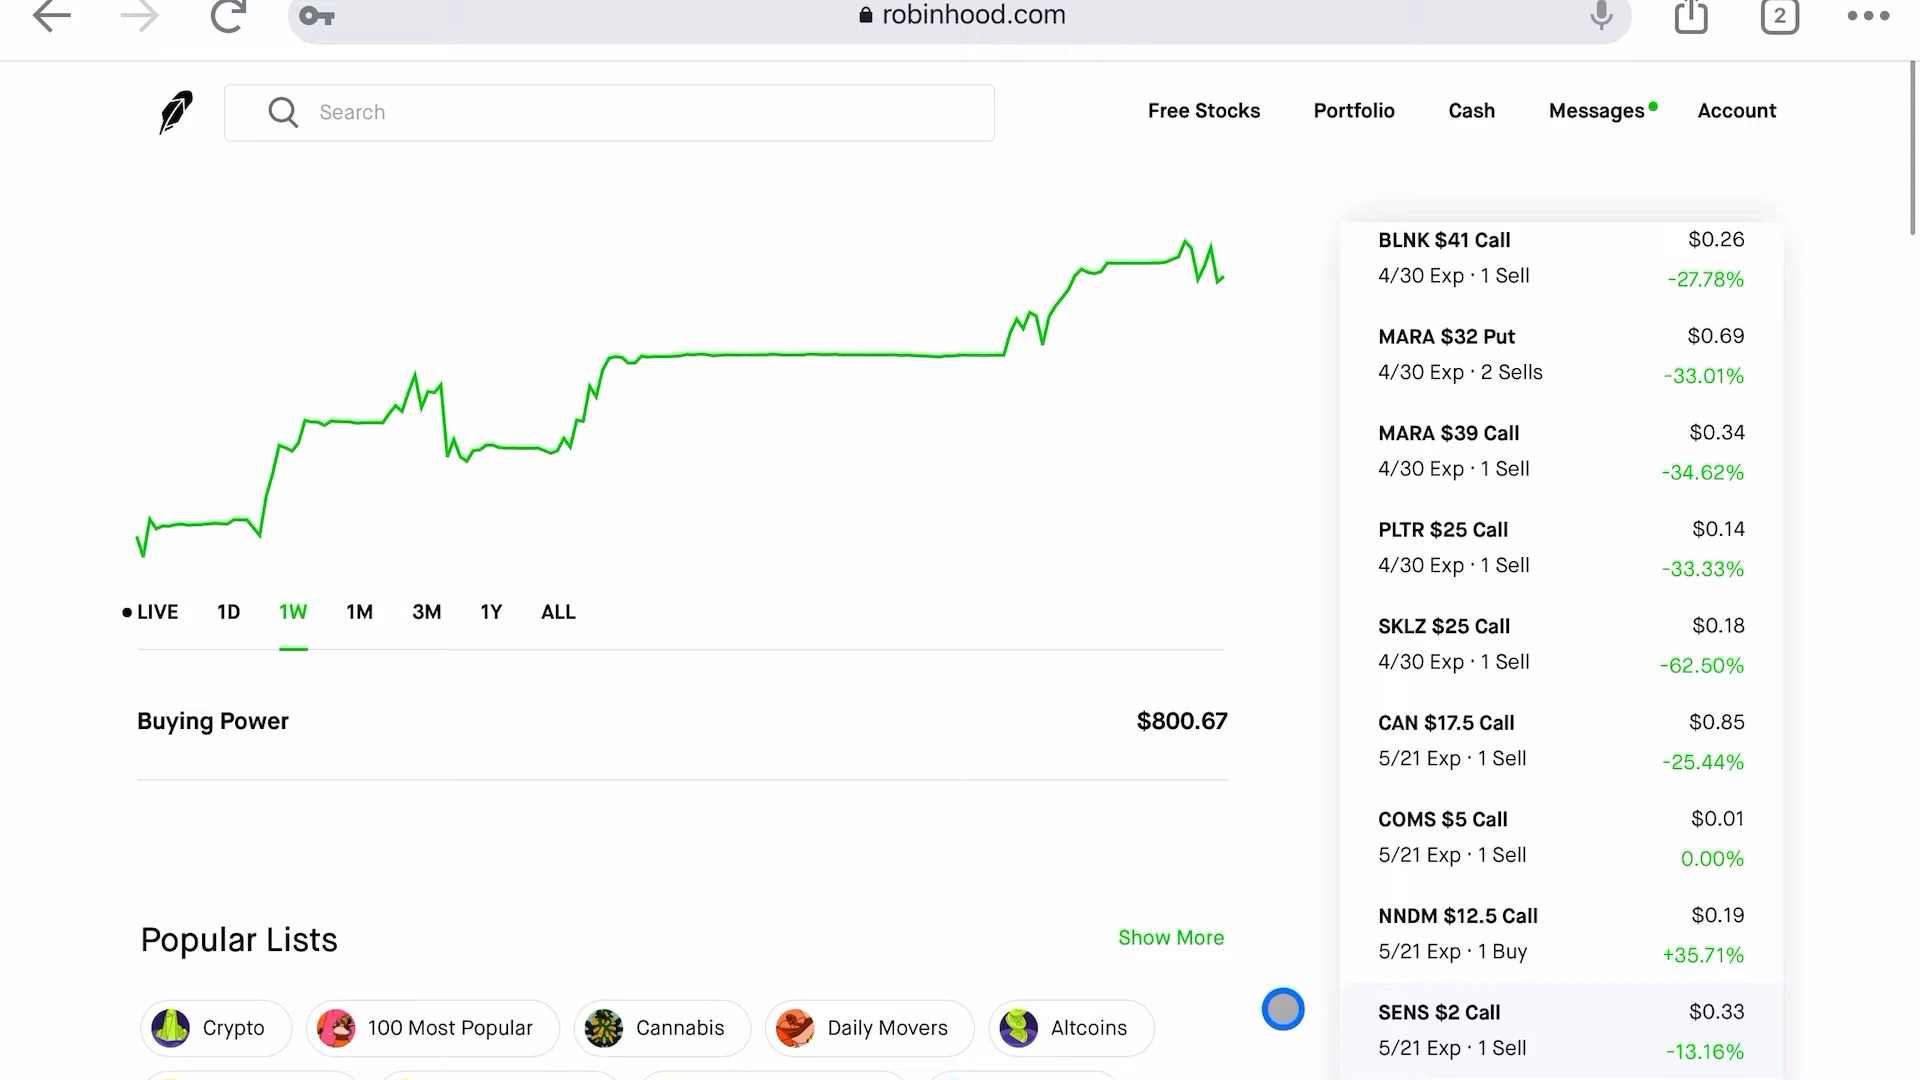 robinhood.com
2
Search
Free Stocks
Portfolio
Cash
Messages
Account
LIVE 1D 1W 1M 3M 1Y ALL
Buying Power $800.67
Popular Lists Show More
Crypto
100 Most Popular
Cannabis
Daily Movers
Altcoins
BLNK $41 Call $0.26
4/30 Exp · 1 Sell -27.78%
MARA $32 Put $0.69
4/30 Exp · 2 Sells -33.01%
MARA $39 Call $0.34
4/30 Exp · 1 Sell -34.62%
PLTR $25 Call $0.14
4/30 Exp · 1 Sell -33.33%
SKLZ $25 Call $0.18
4/30 Exp · 1 Sell -62.50%
CAN $17.5 Call $0.85
5/21 Exp · 1 Sell -25.44%
COMS $5 Call $0.01
5/21 Exp · 1 Sell 0.00%
NNDM $12.5 Call $0.19
5/21 Exp · 1 Buy +35.71%
SENS $2 Call $0.33
5/21 Exp · 1 Sell -13.16%